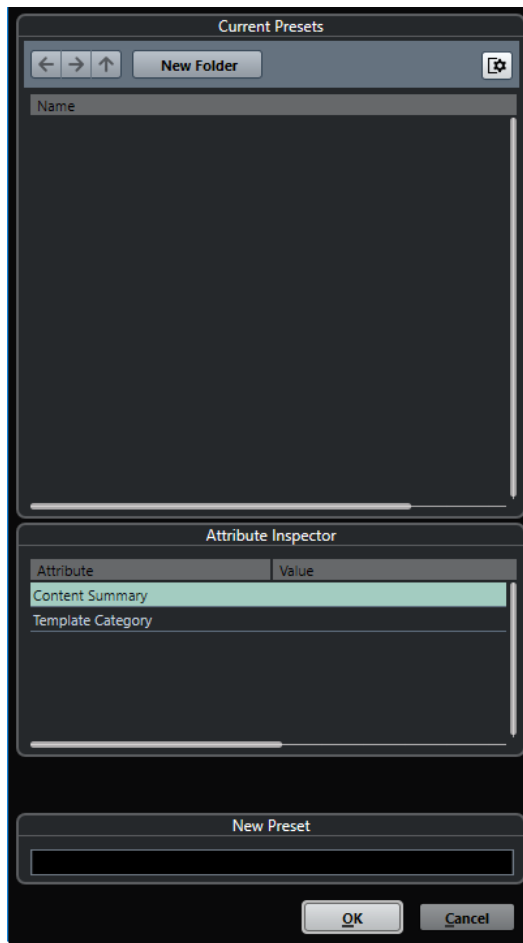 Current Presets
New Folder
Name
Attribute Inspector
Attribute Value
Content Summary
Template Category
New Preset
OK Cancel